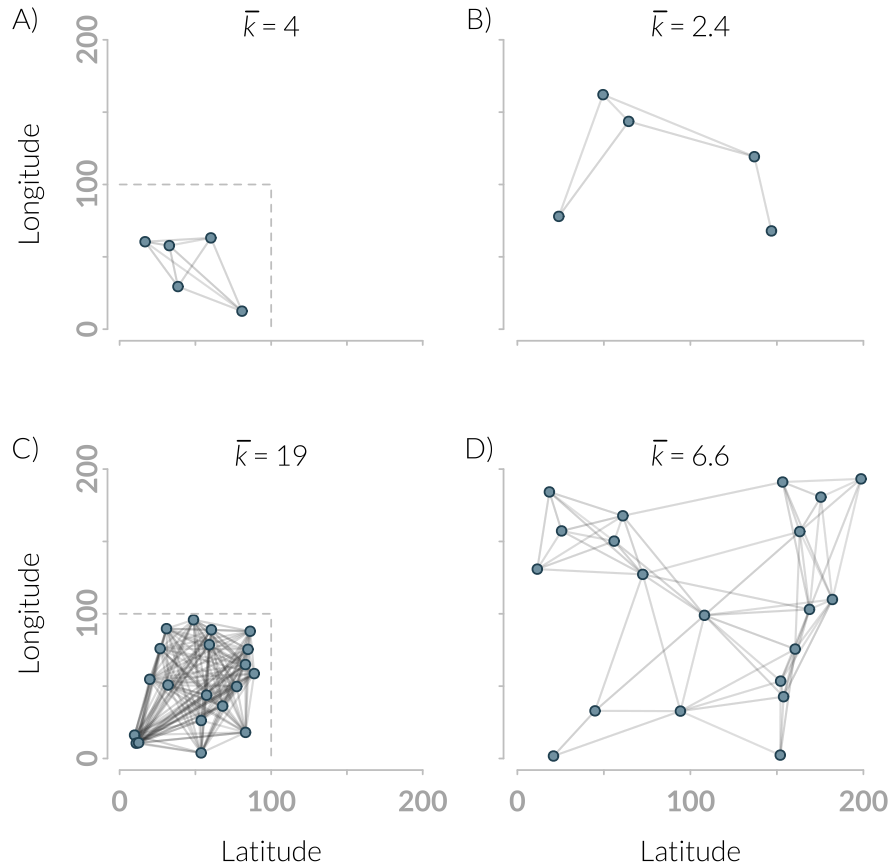 A)
k̅ = 4
200
100
0
Longitude
B)
k̅ = 2.4
C)
k̅ = 19
200
100
0
Longitude
0 100 200
Latitude
D)
k̅ = 6.6
0 100 200
Latitude